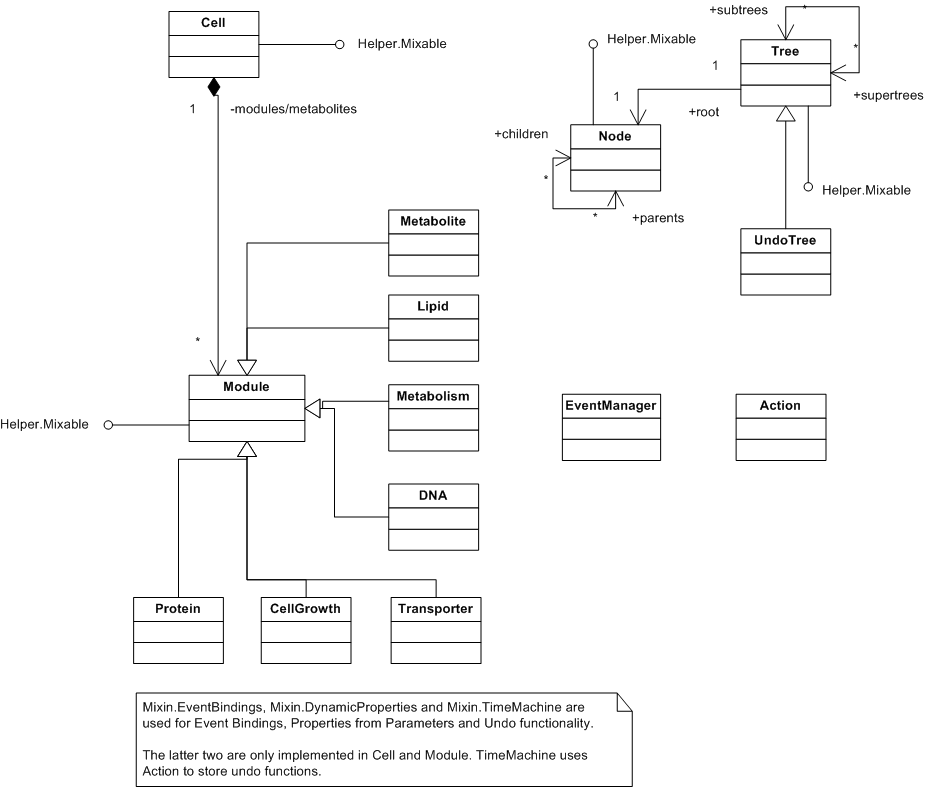 Cell
Helper.Mixable
1
-modules/metabolites
*
+subtrees
*
Tree
*
+supertrees
1
+root
1
Helper.Mixable
Node
+children
*
*
+parents
Helper.Mixable
UndoTree
Metabolite
Lipid
Module
Helper.Mixable
Metabolism
DNA
EventManager
Action
Protein
CellGrowth
Transporter
Mixin.EventBindings, Mixin.DynamicProperties and Mixin.TimeMachine are
used for Event Bindings, Properties from Parameters and Undo functionality.
The latter two are only implemented in Cell and Module. TimeMachine uses
Action to store undo functions.